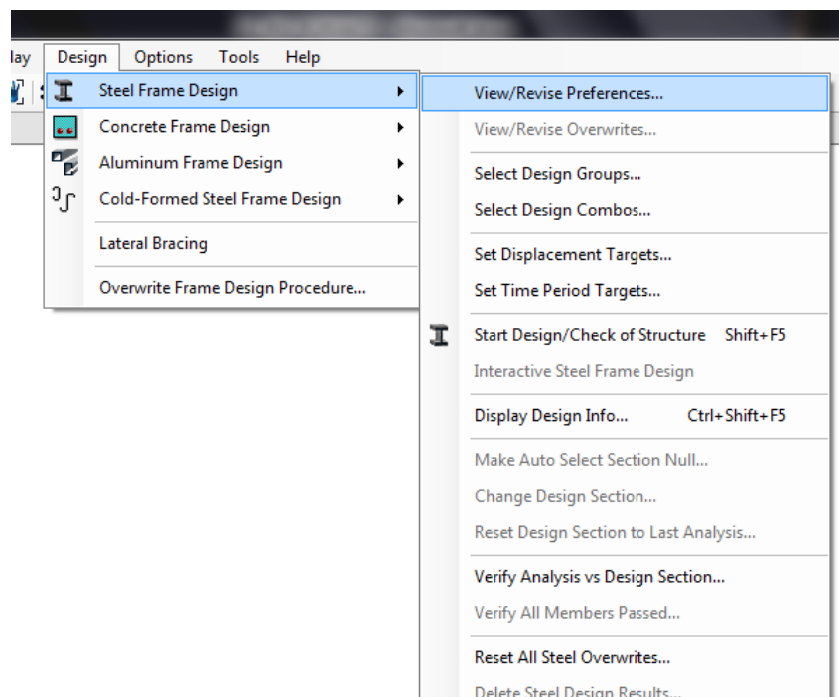 lay Design Options Tools Help
Steel Frame Design
Concrete Frame Design
Aluminum Frame Design
Cold-Formed Steel Frame Design
Lateral Bracing
Overwrite Frame Design Procedure...
View/Revise Preferences...
View/Revise Overwrites...
Select Design Groups...
Select Design Combos...
Set Displacement Targets...
Set Time Period Targets...
Start Design/Check of Structure Shift+F5
Interactive Steel Frame Design
Display Design Info... Ctrl+Shift+F5
Make Auto Select Section Null...
Change Design Section...
Reset Design Section to Last Analysis...
Verify Analysis vs Design Section...
Verify All Members Passed...
Reset All Steel Overwrites...
Delete Steel Design Results...